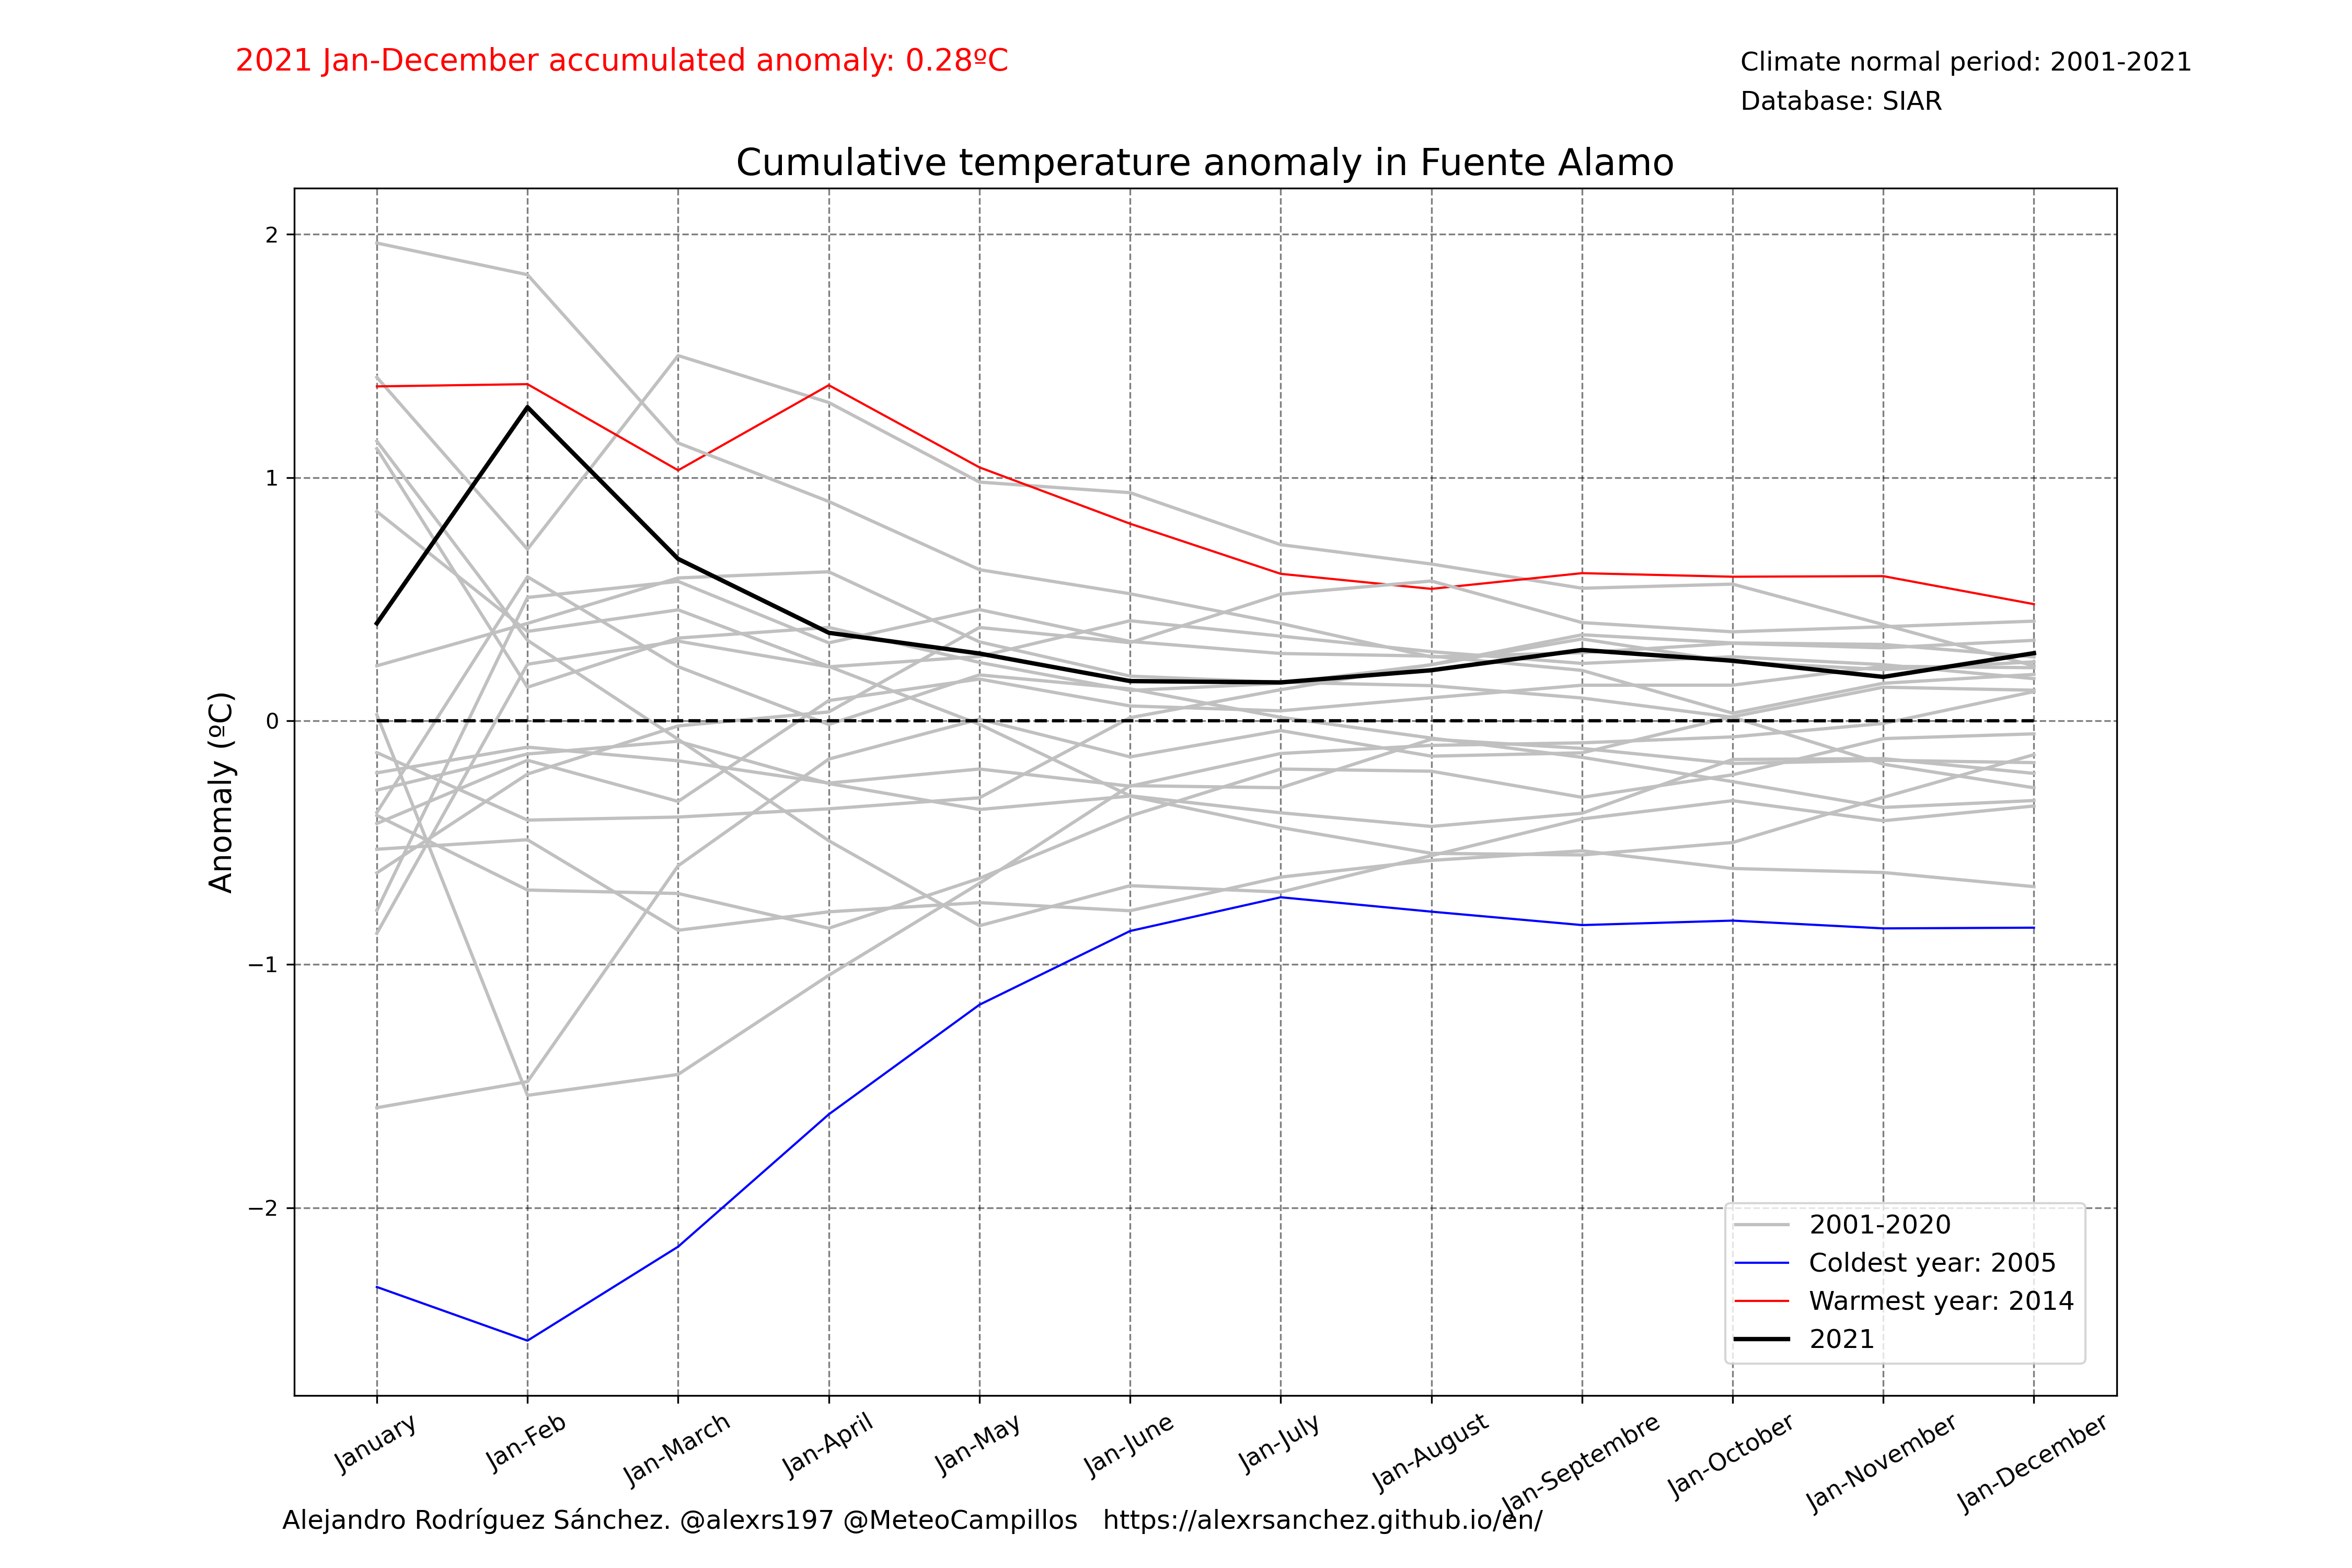 2021 Jan-December accumulated anomaly: 0.28ºC
Climate normal period: 2001-2021
Database: SIAR
Cumulative temperature anomaly in Fuente Alamo
Anomaly (ºC)
2
1
0
−1
−2
2001-2020
Coldest year: 2005
Warmest year: 2014
2021
January
Jan-Feb
Jan-March
Jan-April
Jan-May
Jan-June
Jan-July
Jan-August
Jan-Septembre
Jan-October
Jan-November
Jan-December
Alejandro Rodríguez Sánchez. @alexrs197 @MeteoCampillos https://alexrsanchez.github.io/en/